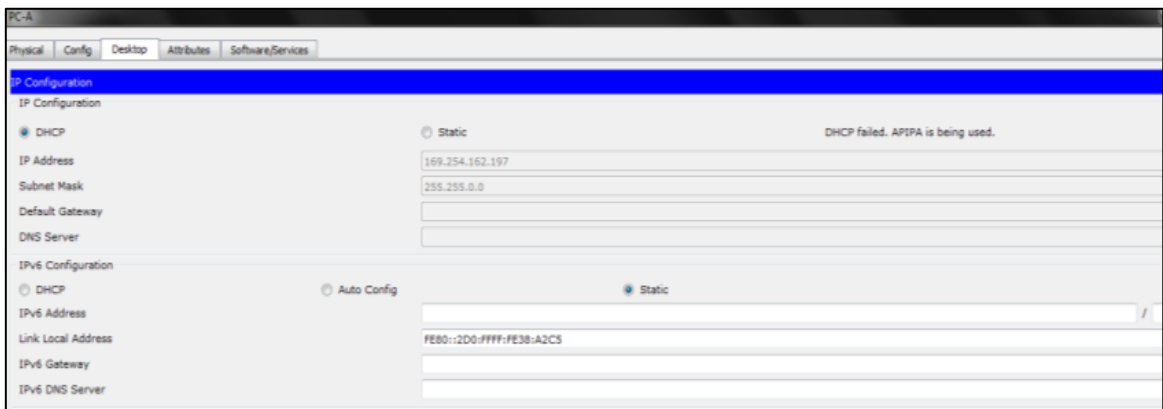 PC-A
Physical Config Desktop Attributes Software/Services
IP Configuration
IP Configuration
DHCP Static DHCP failed. APIPA is being used.
IP Address 169.254.162.197
Subnet Mask 255.255.0.0
Default Gateway
DNS Server
IPv6 Configuration
DHCP Auto Config Static
IPv6 Address /
Link Local Address FE80::2D0:FFFF:FE38:A2C5
IPv6 Gateway
IPv6 DNS Server